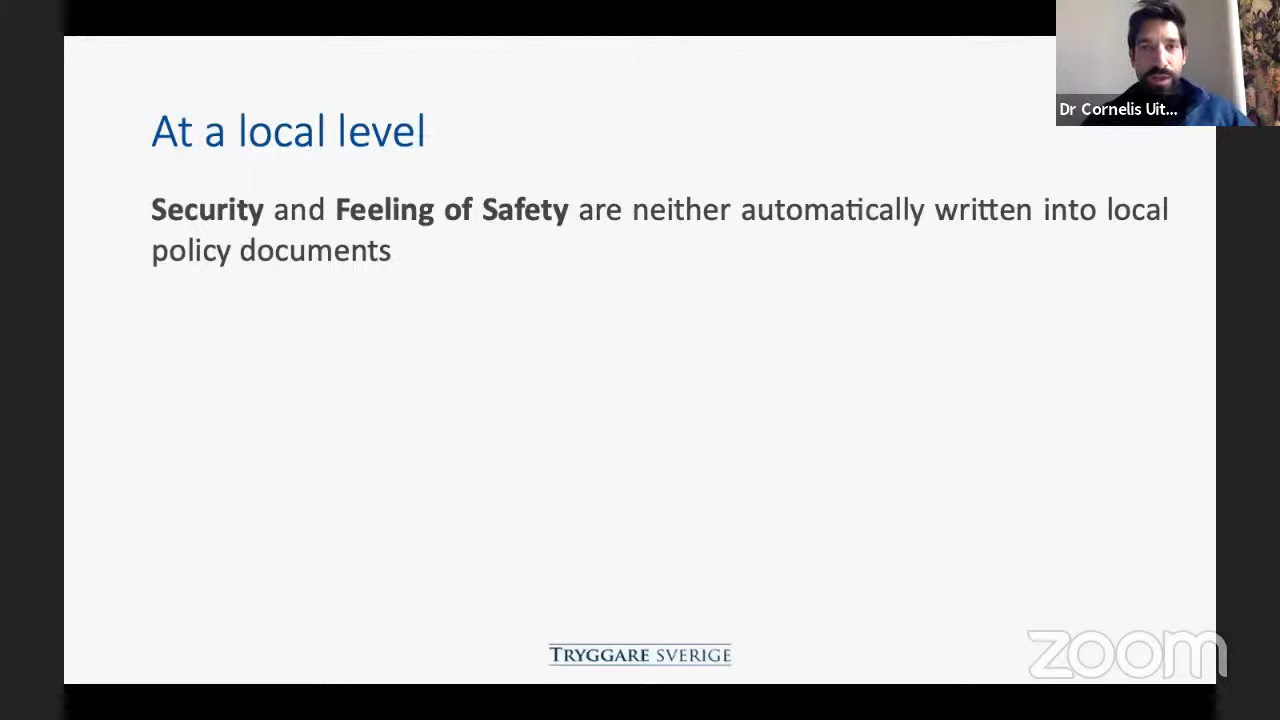 At a local level
Security and Feeling of Safety are neither automatically written into local
policy documents
Dr Cornelis Uit...
TRYGGARE SVERIGE
zoom